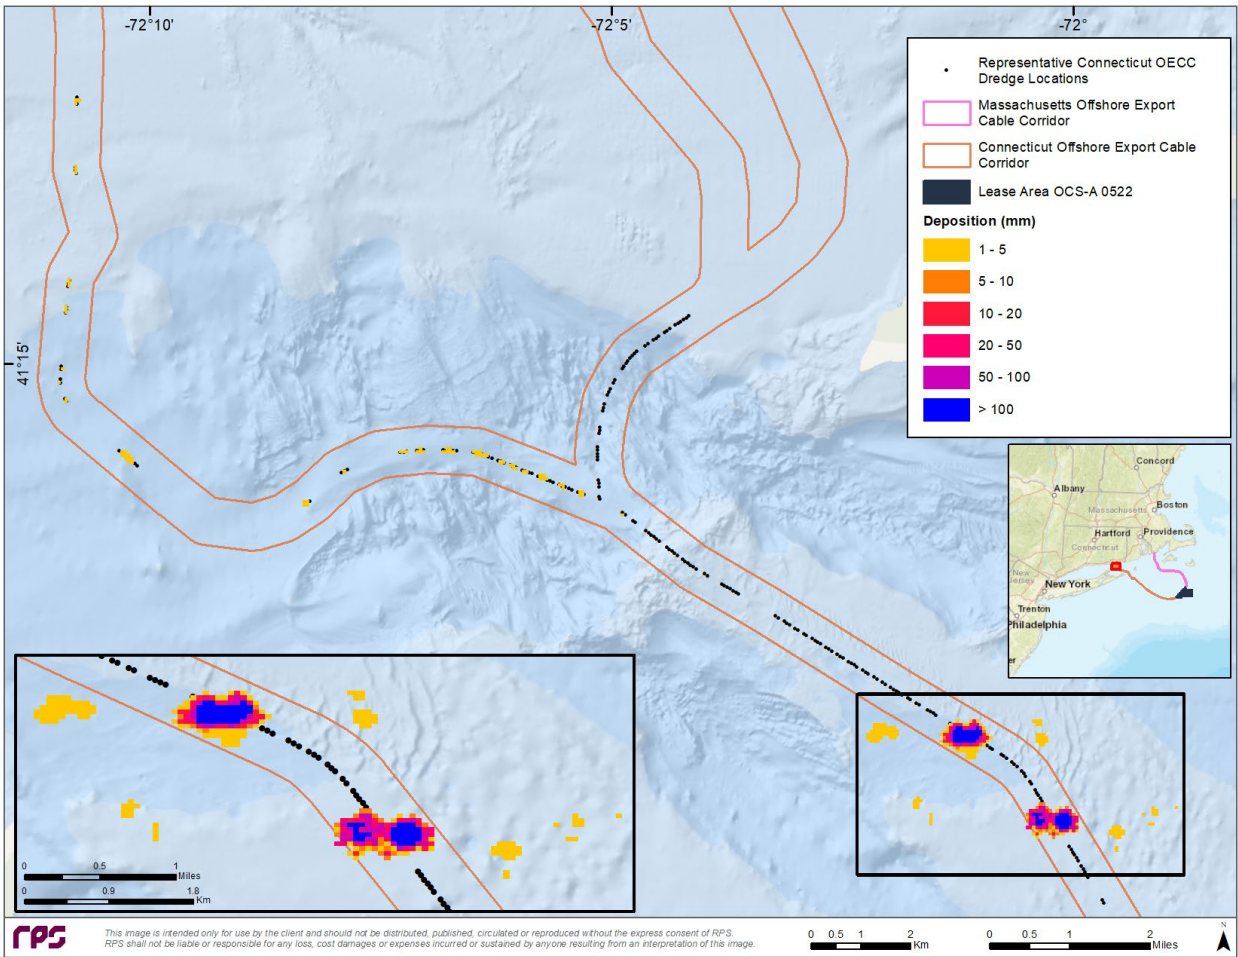 -72°10'
-72°5'
-72°
41°15'
Representative Connecticut OECC
Dredge Locations
Massachusetts Offshore Export
Cable Corridor
Connecticut Offshore Export Cable
Corridor
Lease Area OCS-A 0522
Deposition (mm)
1 - 5
5 - 10
10 - 20
20 - 50
50 - 100
> 100
Concord
Albany
Massachusetts
Boston
Hartford
Providence
Connecticut
New
Jersey
New York
Trenton
Philadelphia
er
0 0.5 1
Miles
0 0.9 1.8
Km
rps
This image is intended only for use by the client and should not be distributed, published, circulated or reproduced without the express consent of RPS.
RPS shall not be liable or responsible for any loss, cost damages or expenses incurred or sustained by anyone resulting from an interpretation of this image.
0 0.5 1 2
Km
0 0.5 1 2
Miles
N